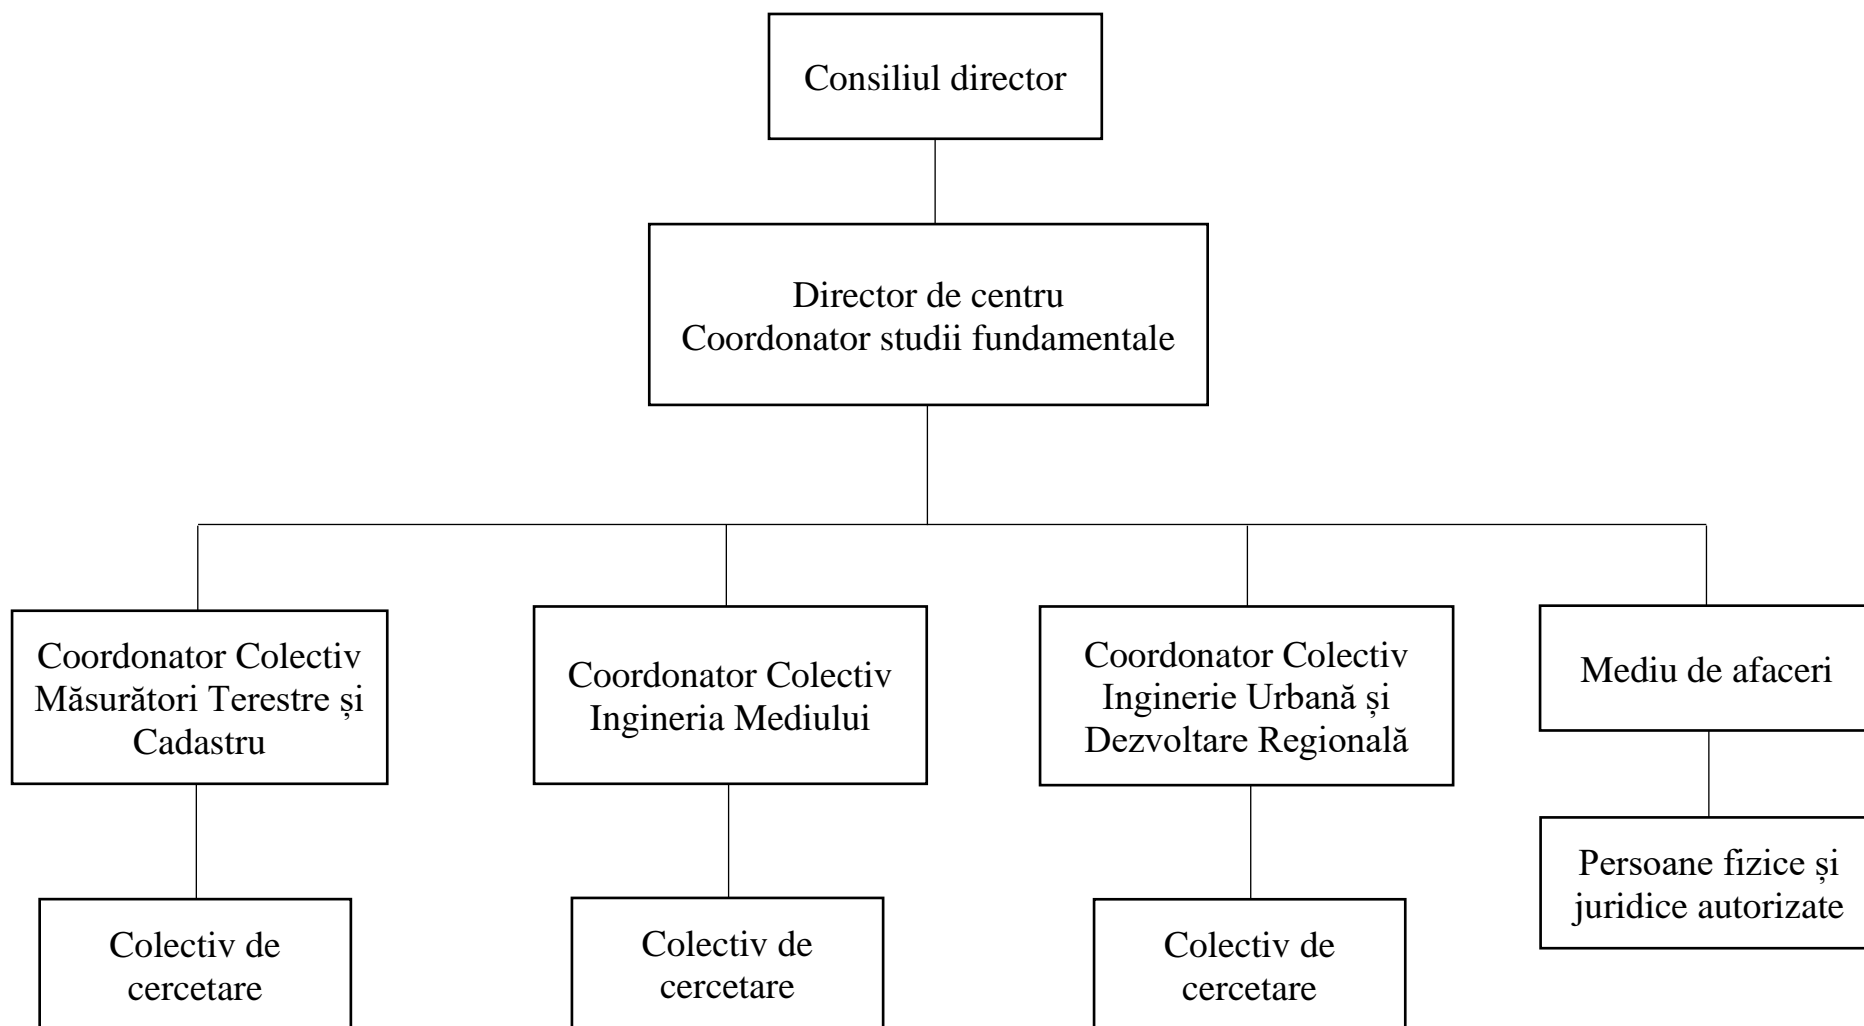 Consiliul director
Director de centru
Coordonator studii fundamentale
Coordonator Colectiv
Măsurători Terestre și
Cadastru
Coordonator Colectiv
Ingineria Mediului
Coordonator Colectiv
Inginerie Urbană și
Dezvoltare Regională
Mediu de afaceri
Colectiv de
cercetare
Colectiv de
cercetare
Colectiv de
cercetare
Persoane fizice și
juridice autorizate